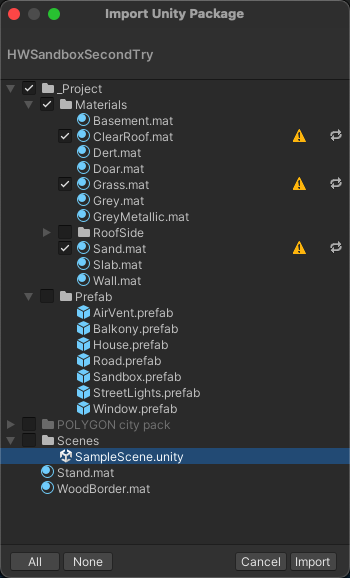 Import Unity Package
HWSandboxSecondTry
_Project
Materials
Basement.mat
ClearRoof.mat
Dert.mat
Doar.mat
Grass.mat
Grey.mat
GreyMetallic.mat
RoofSide
Sand.mat
Slab.mat
Wall.mat
Prefab
AirVent.prefab
Balkony.prefab
House.prefab
Road.prefab
Sandbox.prefab
StreetLights.prefab
Window.prefab
POLYGON city pack
Scenes
SampleScene.unity
Stand.mat
WoodBorder.mat
All None Cancel Import